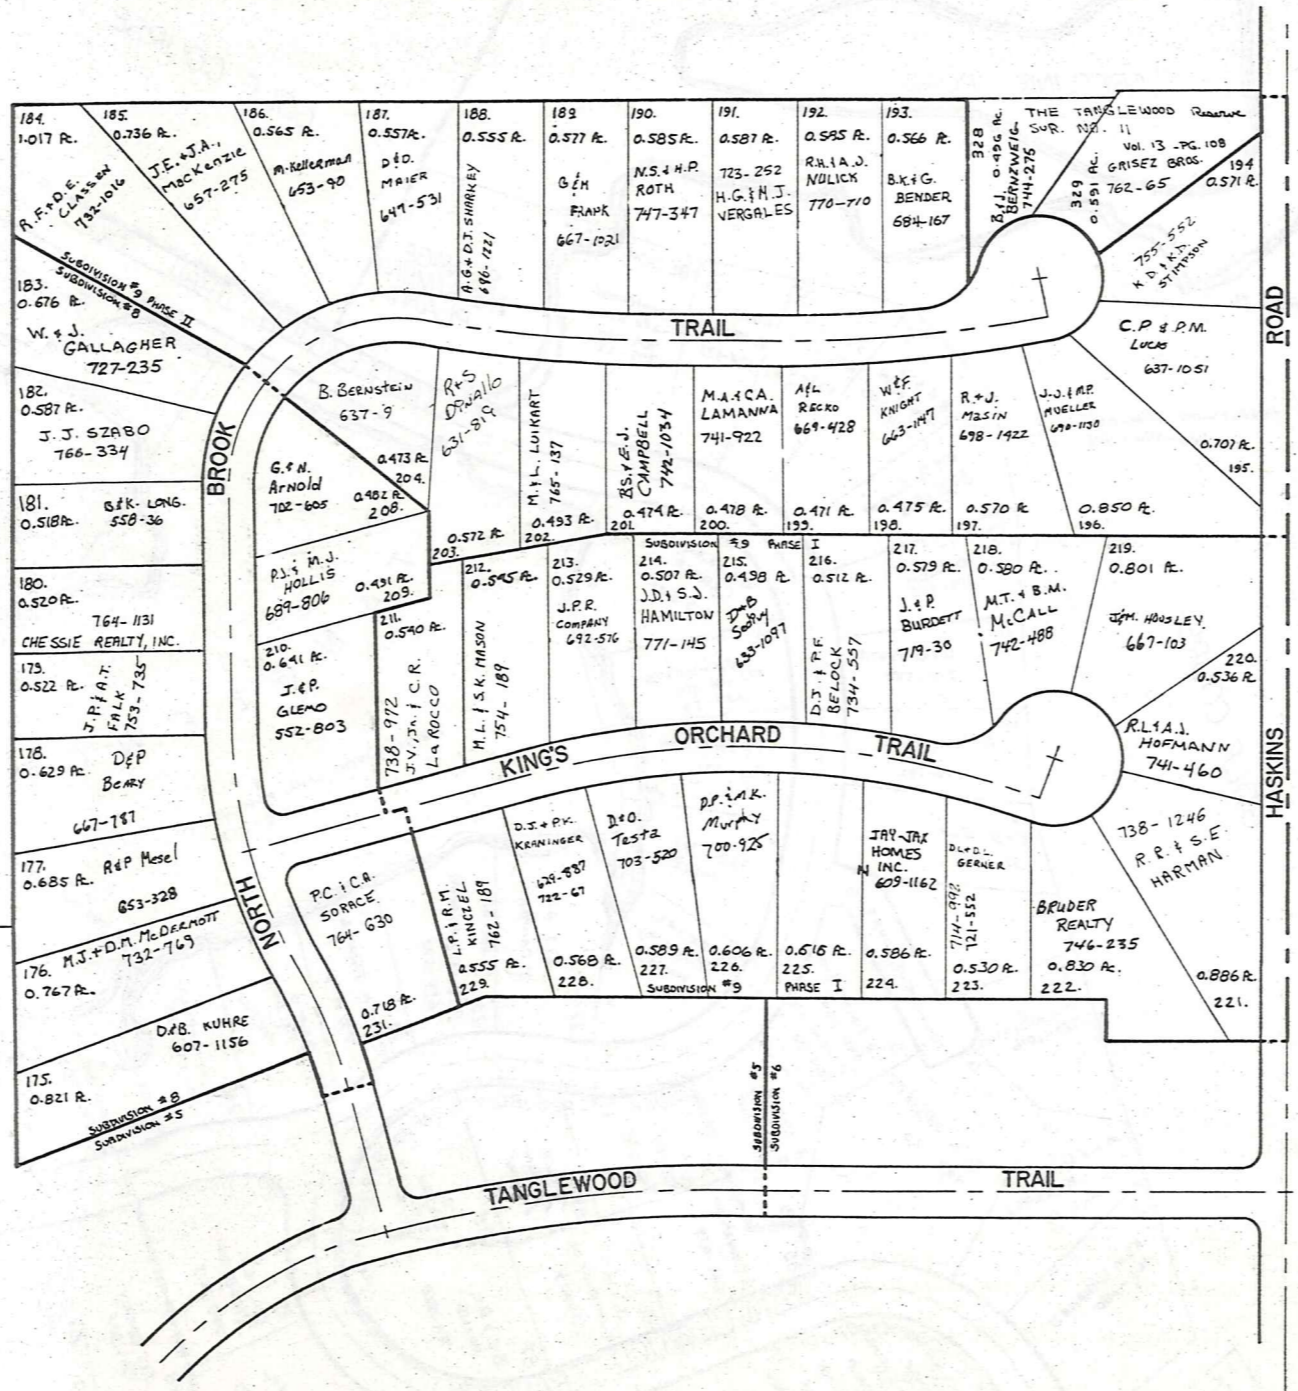 184.
1.017 Ac.
R.F. & D.E.
CLASSEN
732-1016
185.
0.736 Ac.
J.E. & J.A.,
MacKenzie
657-275
186.
0.565 Ac.
M. Kellerman
653-90
187.
0.557 Ac.
D & D.
MAIER
647-531
188.
0.555 Ac.
A.G. & D.J. SHARKEY
696-1221
189
0.577 Ac.
G & H
FRANK
667-1021
190.
0.585 Ac.
N.S. & H.P.
ROTH
747-347
191.
0.587 Ac.
723-252
H.G. & H.J.
VERGALES
192.
0.585 Ac.
R.H. & A.J.
NULICK
770-710
193.
0.566 Ac.
B.K. & G.
BENDER
684-167
328
0.496 Ac.
BERNZWEIG
744-275
THE TANGLEWOOD Reserve
SUR. NO. 11
Vol. 13 -PG. 108
GRISEZ BROS.
762-65
329
0.591 Ac.
194
0.571 Ac.
755-552
K.D. & K.D.
STIMPSON
SUBDIVISION #9 PHASE II
SUBDIVISION #8
183.
0.676 Ac.
W. & J.
GALLAGHER
727-235
182.
0.587 Ac.
J. J. SZABO
766-334
181.
0.518 Ac.
B & K. LONG.
558-36
180.
0.520 Ac.
764-1131
CHESSIE REALTY, INC.
179.
0.522 Ac.
J.P. & A.T.
FALK
753-735
178.
0.629 Ac.
D & P
BEARY
667-787
177.
0.685 Ac.
R & P Mesel
653-328
176.
M.J. & D.M. McDERMOTT
732-769
0.767 Ac.
D & B. KUHRE
607-1156
175.
0.821 Ac.
SUBDIVISION #8
SUBDIVISION #5
TRAIL
BROOK
NORTH
ROAD
HASKINS
C.P & P.M.
LUCAS
637-1051
0.707 Ac.
195.
B. BERNSTEIN
637-9
0.473 Ac
204.
R & S
631-819
0.572 Ac
203.
M. & L. LUIKART
765-137
0.493 Ac.
202.
B.S. & E.J.
CAMPBELL
742-1034
0.474 Ac.
201
M.A. & C.A.
LAMANNA
741-922
0.478 Ac.
200.
A & L
RECKO
669-428
0.471 Ac.
199.
W & F.
KNIGHT
663-1147
0.475 Ac.
198.
R. & J.
MASIN
698-1422
0.570 Ac
197.
J.J. & M.P.
MUELLER
690-1130
0.850 Ac.
196.
G. & N.
Arnold
702-605
0.482 Ac
208.
P.J. & M.J.
HOLLIS
689-806
0.491 Ac.
209.
210.
0.641 Ac.
J. & P.
GLEMO
552-803
211.
0.540 Ac.
738-972
J.V., Jr. & C.R.
LA ROCCO
212.
0.545 Ac.
M.L. & S.K. MASON
754-189
213.
0.529 Ac.
J.P.R.
COMPANY
692-576
SUBDIVISION #9 PHASE I
214.
0.507 Ac.
J.D. & S.J.
HAMILTON
771-145
215.
0.498 Ac.
D & B
633-1097
216.
0.512 Ac.
D.J. & P.F.
BELOCK
734-557
217.
0.579 Ac.
J. & P.
BURDETT
719-30
218.
0.580 Ac.
M.T. & B.M.
McCALL
742-488
219.
0.801 Ac.
J & M. HOUSLEY
667-103
220.
0.536 Ac.
R.L. & A.J.
HOFMANN
741-460
KING'S ORCHARD TRAIL
738-1246
R.R. & S.E.
HARMAN
0.886 Ac.
221.
P.C. & C.A.
SORACE
764-630
0.718 Ac.
231.
L.P. & R.M.
KINCZEL
762-189
0.555 Ac.
229.
D.J. & P.K.
KRANINGER
629-887
722-67
0.568 Ac.
228.
D & O.
Testa
703-520
0.589 Ac.
227.
D.P. & M.K.
Murphy
700-925
0.606 Ac.
226.
0.616 Ac.
225.
SUBDIVISION #9 PHASE I
JAY-JAX
HOMES
INC.
609-1162
0.586 Ac.
224.
D.L. & D.L.
GERNER
714-992
721-552
0.530 Ac.
223.
BRUDER
REALTY
746-235
0.830 Ac.
222.
SUBDIVISION #5
SUBDIVISION #6
TANGLEWOOD TRAIL